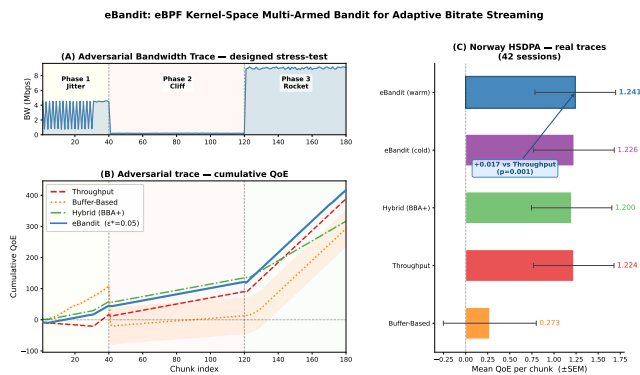 eBandit: eBPF Kernel-Space Multi-Armed Bandit for Adaptive Bitrate Streaming
(A) Adversarial Bandwidth Trace — designed stress-test
BW (Mbps)
8
6
4
2
0
Phase 1
Jitter
Phase 2
Cliff
Phase 3
Rocket
20 40 60 80 100 120 140 160 180
(B) Adversarial trace — cumulative QoE
Cumulative QoE
400
300
200
100
0
−100
Throughput
Buffer-Based
Hybrid (BBA+)
eBandit (ε*=0.05)
20 40 60 80 100 120 140 160 180
Chunk index
(C) Norway HSDPA — real traces
(42 sessions)
eBandit (warm)
1.241
eBandit (cold)
1.226
+0.017 vs Throughput
(p=0.001)
Hybrid (BBA+)
1.200
Throughput
1.224
Buffer-Based
0.273
−0.25 0.00 0.25 0.50 0.75 1.00 1.25 1.50 1.75
Mean QoE per chunk (±SEM)